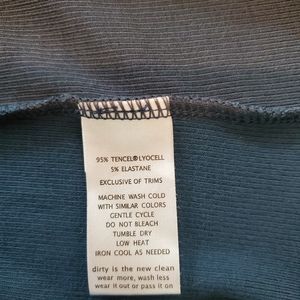 95% TENCEL®LYOCELL
5% ELASTANE
EXCLUSIVE OF TRIMS
MACHINE WASH COLD
WITH SIMILAR COLORS
GENTLE CYCLE
DO NOT BLEACH
TUMBLE DRY
LOW HEAT
IRON COOL AS NEEDED
dirty is the new clean
wear more, wash less
wear it out or pass it on